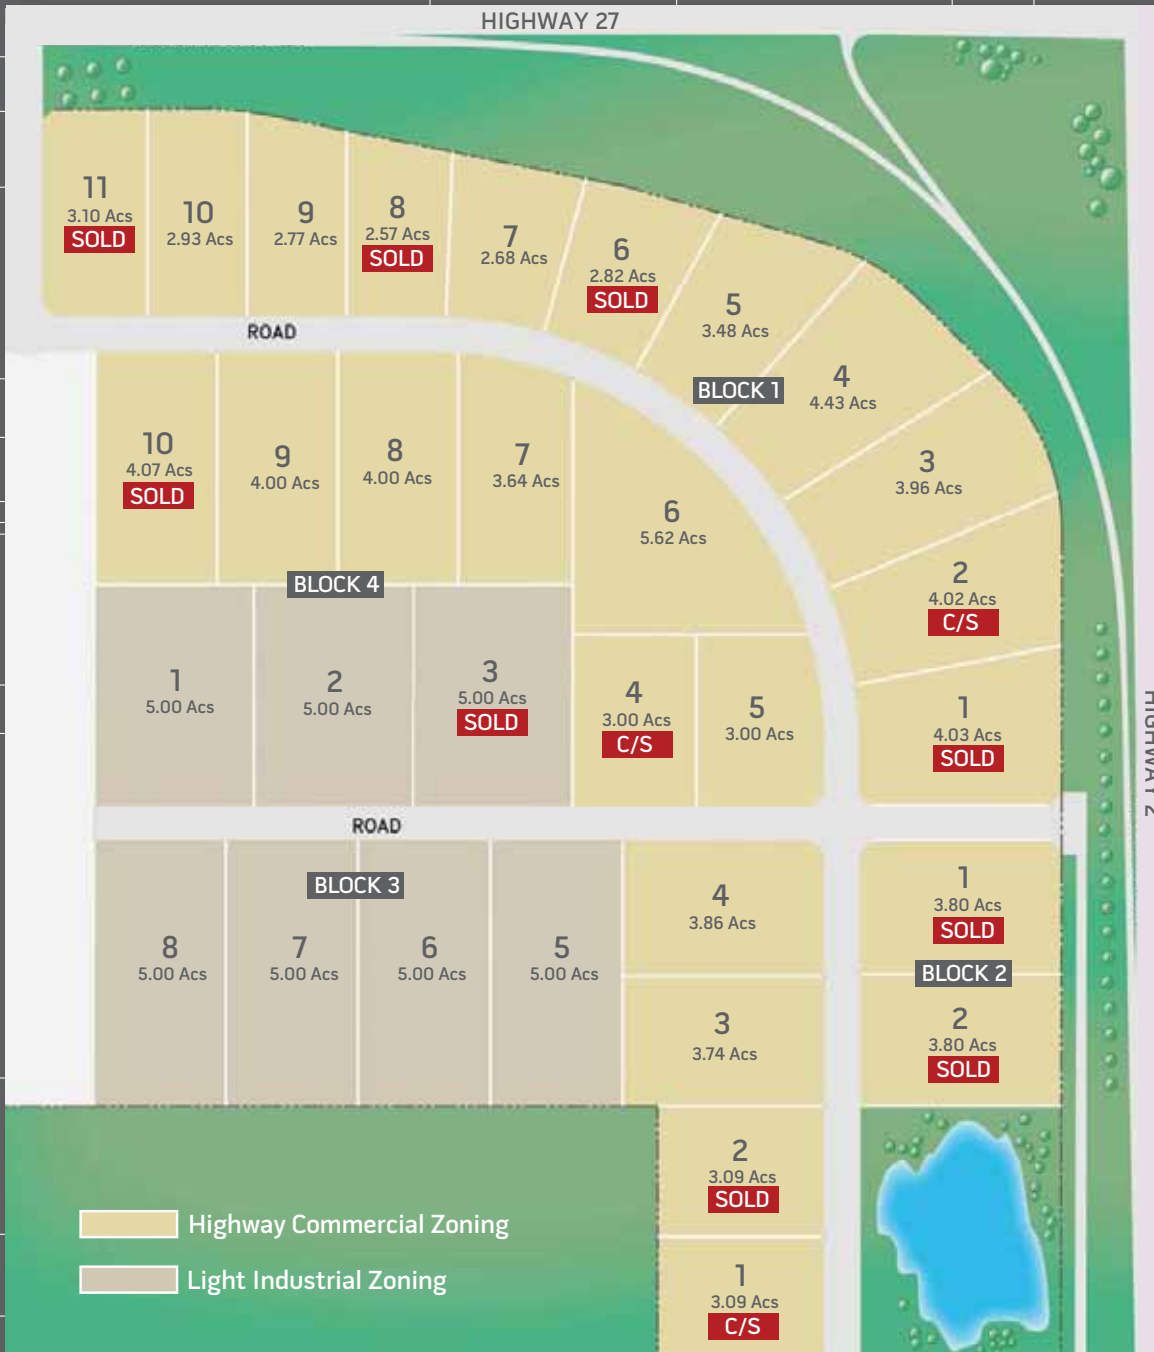 HIGHWAY 27
11
3.10 Acs
SOLD
10
2.93 Acs
9
2.77 Acs
8
2.57 Acs
SOLD
7
2.68 Acs
6
2.82 Acs
SOLD
5
3.48 Acs
BLOCK 1
4
4.43 Acs
3
3.96 Acs
2
4.02 Acs
C/S
1
4.03 Acs
SOLD
ROAD
10
4.07 Acs
SOLD
9
4.00 Acs
8
4.00 Acs
7
3.64 Acs
6
5.62 Acs
BLOCK 4
1
5.00 Acs
2
5.00 Acs
3
5.00 Acs
SOLD
4
3.00 Acs
C/S
5
3.00 Acs
HIGHWAY 2
ROAD
BLOCK 3
8
5.00 Acs
7
5.00 Acs
6
5.00 Acs
5
5.00 Acs
4
3.86 Acs
3
3.74 Acs
1
3.80 Acs
SOLD
BLOCK 2
2
3.80 Acs
SOLD
2
3.09 Acs
SOLD
1
3.09 Acs
C/S
Highway Commercial Zoning
Light Industrial Zoning